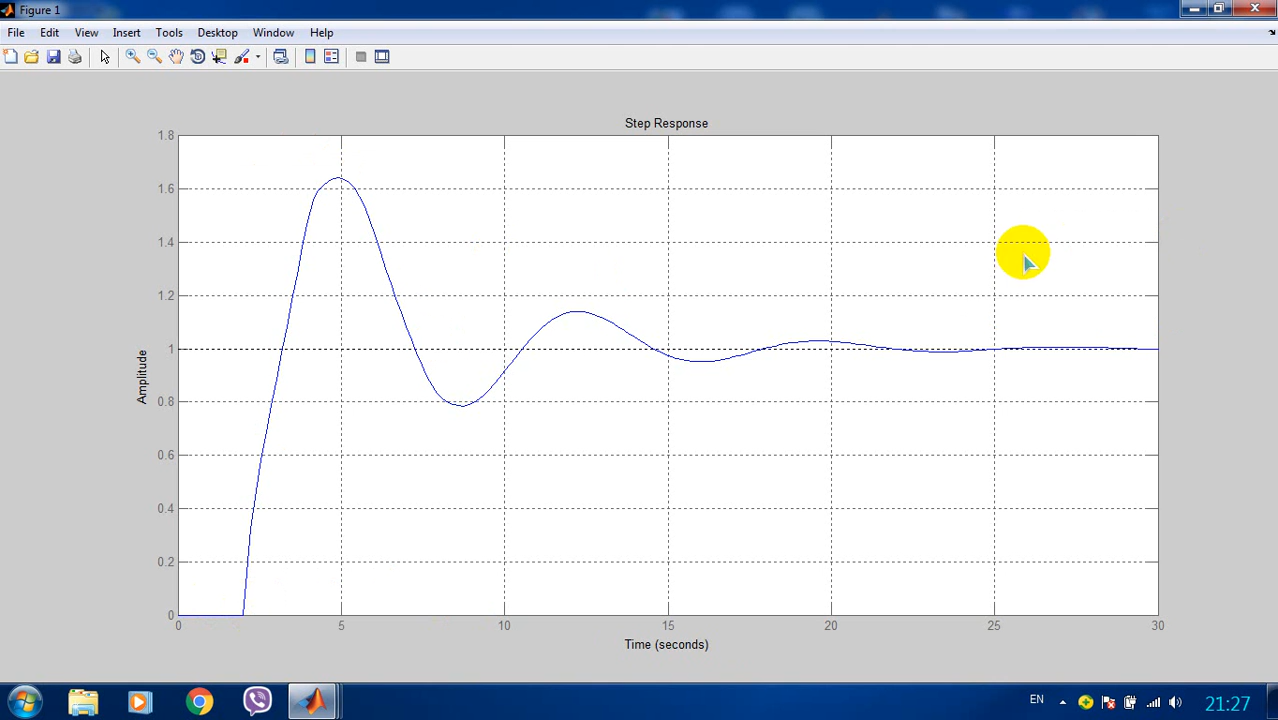 Figure 1
File Edit View Insert Tools Desktop Window Help
Step Response
1.8
1.6
1.4
1.2
1
0.8
0.6
0.4
0.2
0
Amplitude
0 5 10 15 20 25 30
Time (seconds)
EN 21:27